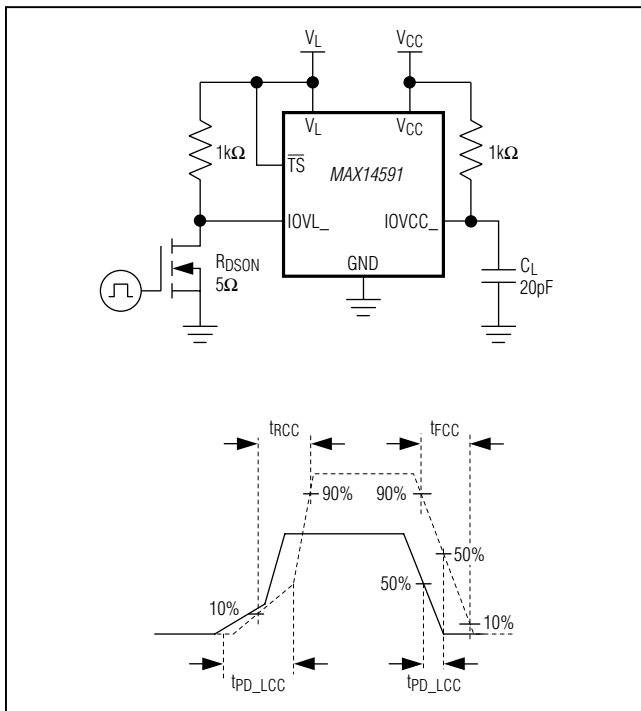 VL
VCC
VL
VCC
1kΩ
TS
MAX14591
1kΩ
IOVL_
IOVCC_
RDSON
5Ω
GND
CL
20pF
tRCC
tFCC
90%
90%
50%
50%
10%
10%
tPD_LCC
tPD_LCC